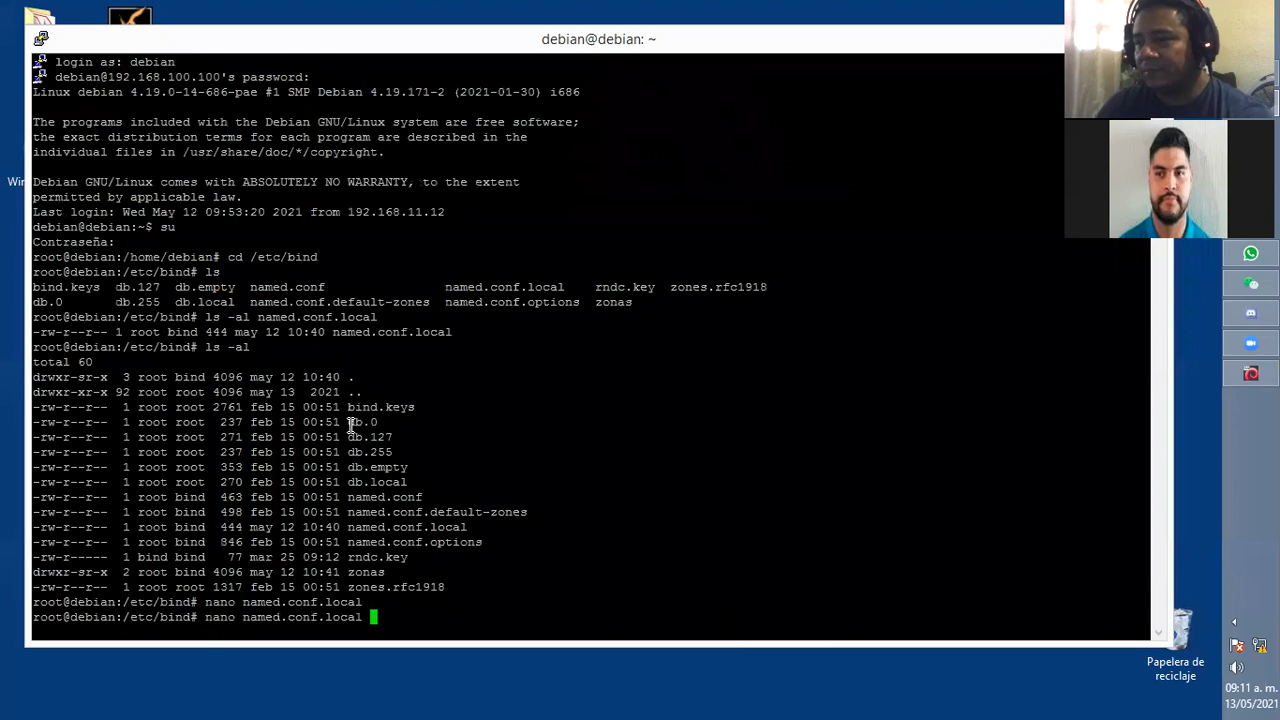 debian@debian: ~
login as: debian
debian@192.168.100.100's password:
Linux debian 4.19.0-14-686-pae #1 SMP Debian 4.19.171-2 (2021-01-30) i686
The programs included with the Debian GNU/Linux system are free software;
the exact distribution terms for each program are described in the
individual files in /usr/share/doc/*/copyright.
Debian GNU/Linux comes with ABSOLUTELY NO WARRANTY, to the extent
permitted by applicable law.
Last login: Wed May 12 09:53:20 2021 from 192.168.11.12
debian@debian:~$ su
Contraseña:
root@debian:/home/debian# cd /etc/bind
root@debian:/etc/bind# ls
bind.keys  db.127  db.empty  named.conf                named.conf.local    rndc.key  zones.rfc1918
db.0       db.255  db.local  named.conf.default-zones  named.conf.options  zonas
root@debian:/etc/bind# ls -al named.conf.local
-rw-r--r-- 1 root bind 444 may 12 10:40 named.conf.local
root@debian:/etc/bind# ls -al
total 60
drwxr-sr-x  3 root bind 4096 may 12 10:40 .
drwxr-xr-x 92 root root 4096 may 13  2021 ..
-rw-r--r--  1 root root 2761 feb 15 00:51 bind.keys
-rw-r--r--  1 root root  237 feb 15 00:51 db.0
-rw-r--r--  1 root root  271 feb 15 00:51 db.127
-rw-r--r--  1 root root  237 feb 15 00:51 db.255
-rw-r--r--  1 root root  353 feb 15 00:51 db.empty
-rw-r--r--  1 root root  270 feb 15 00:51 db.local
-rw-r--r--  1 root bind  463 feb 15 00:51 named.conf
-rw-r--r--  1 root bind  498 feb 15 00:51 named.conf.default-zones
-rw-r--r--  1 root bind  444 may 12 10:40 named.conf.local
-rw-r--r--  1 root bind  846 feb 15 00:51 named.conf.options
-rw-r-----  1 bind bind   77 mar 25 09:12 rndc.key
drwxr-sr-x  2 root bind 4096 may 12 10:41 zonas
-rw-r--r--  1 root root 1317 feb 15 00:51 zones.rfc1918
root@debian:/etc/bind# nano named.conf.local
root@debian:/etc/bind# nano named.conf.local
Win
Papelera de
reciclaje
09:11 a. m.
13/05/2021